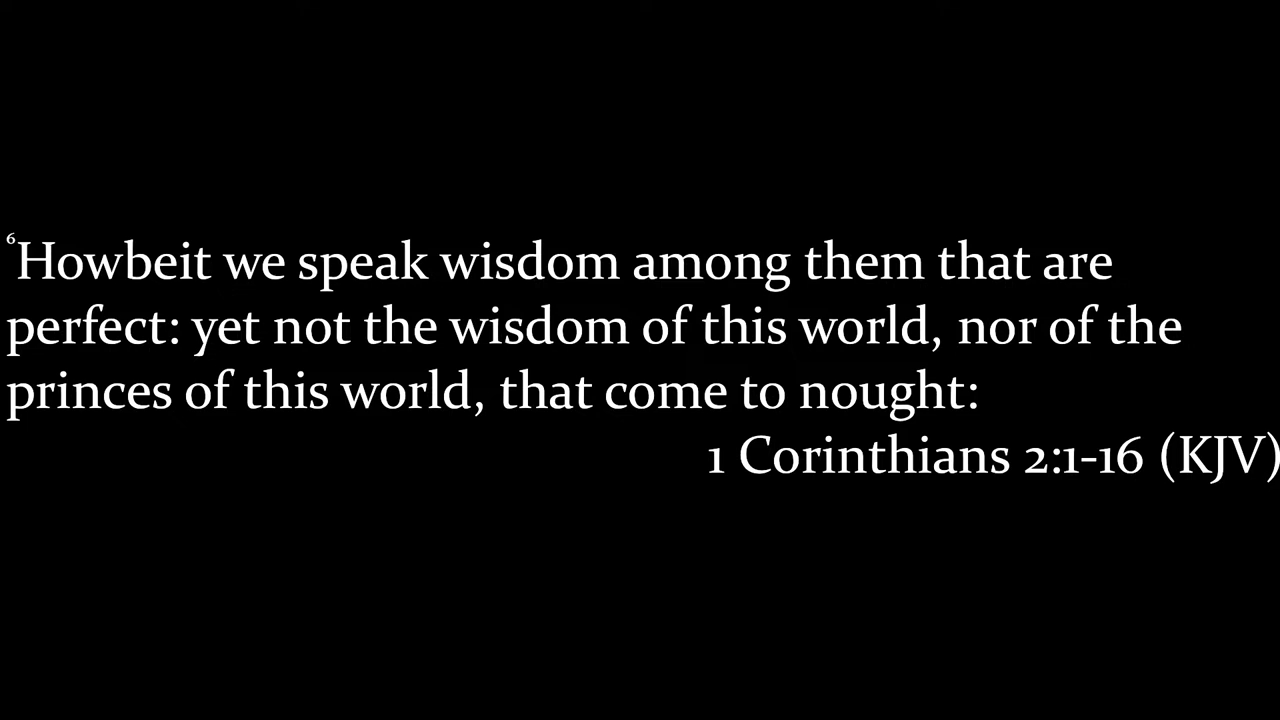 ⁶Howbeit we speak wisdom among them that are
perfect: yet not the wisdom of this world, nor of the
princes of this world, that come to nought:
1 Corinthians 2:1-16 (KJV)